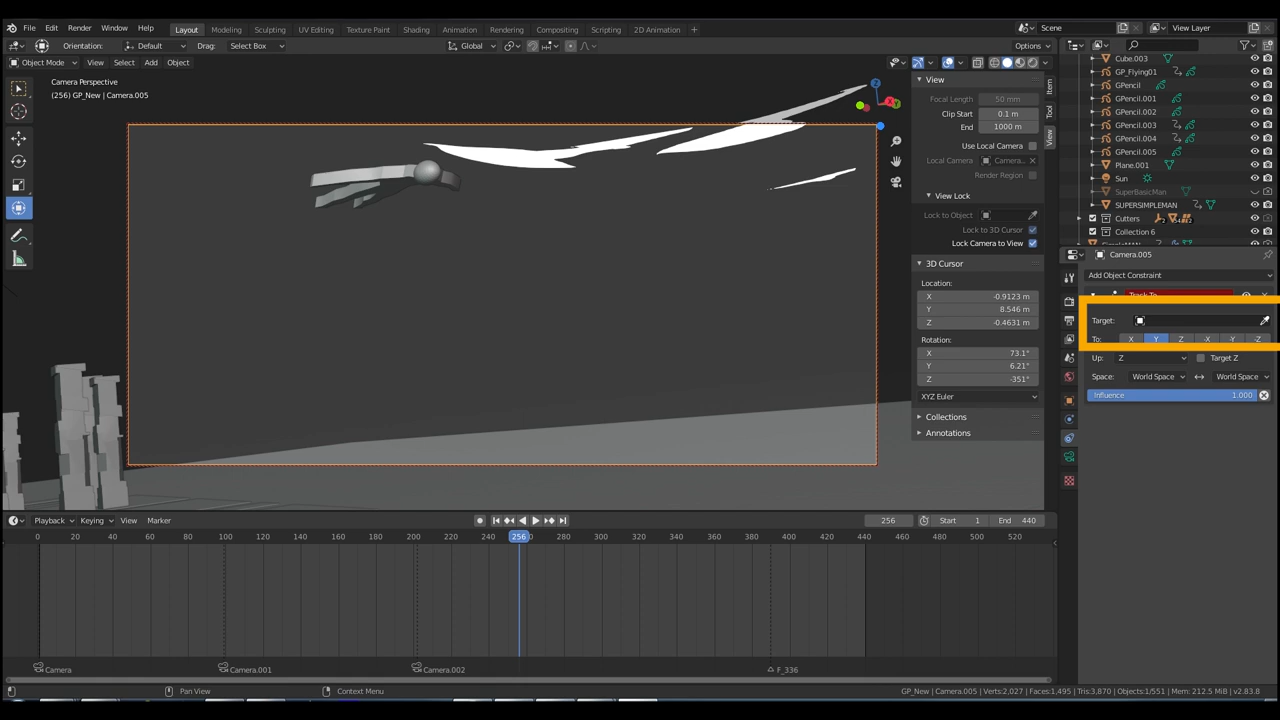 File Edit Render Window Help Layout Modeling Sculpting UV Editing Texture Paint Shading Animation Rendering Compositing Scripting 2D Animation + Scene View Layer
Orientation: Default Drag: Select Box Global Options
Object Mode View Select Add Object
Camera Perspective
(256) GP_New | Camera.005
View
Focal Length 50 mm
Clip Start 0.1 m
End 1000 m
Use Local Camera
Local Camera Camera...
Render Region
View Lock
Lock to Object
Lock to 3D Cursor
Lock Camera to View
3D Cursor
Location:
X -0.9123 m
Y 8.546 m
Z -0.4631 m
Rotation:
X 73.1°
Y 6.21°
Z -351°
XYZ Euler
Collections
Annotations
Item
Tool
View
Z
X
Y
Cube.003
GP_Flying01
GPencil
GPencil.001
GPencil.002
GPencil.003
GPencil.004
GPencil.005
Plane.001
Sun
SuperBasicMan
SUPERSIMPLEMAN
Cutters
Collection 6
Camera.005
Add Object Constraint
Track To
Target:
To: X Y Z -X -Y -Z
Up: Z Target Z
Space: World Space World Space
Influence 1.000
Playback Keying View Marker 256 Start 1 End 440
0 20 40 60 80 100 120 140 160 180 200 220 240 256 280 300 320 340 360 380 400 420 440 460 480 500 520
Camera Camera.001 Camera.002 F_336
Pan View Context Menu GP_New | Camera.005 | Verts:2,027 | Faces:1,495 | Tris:3,870 | Objects:1/551 | Mem: 212.5 MiB | v2.83.8